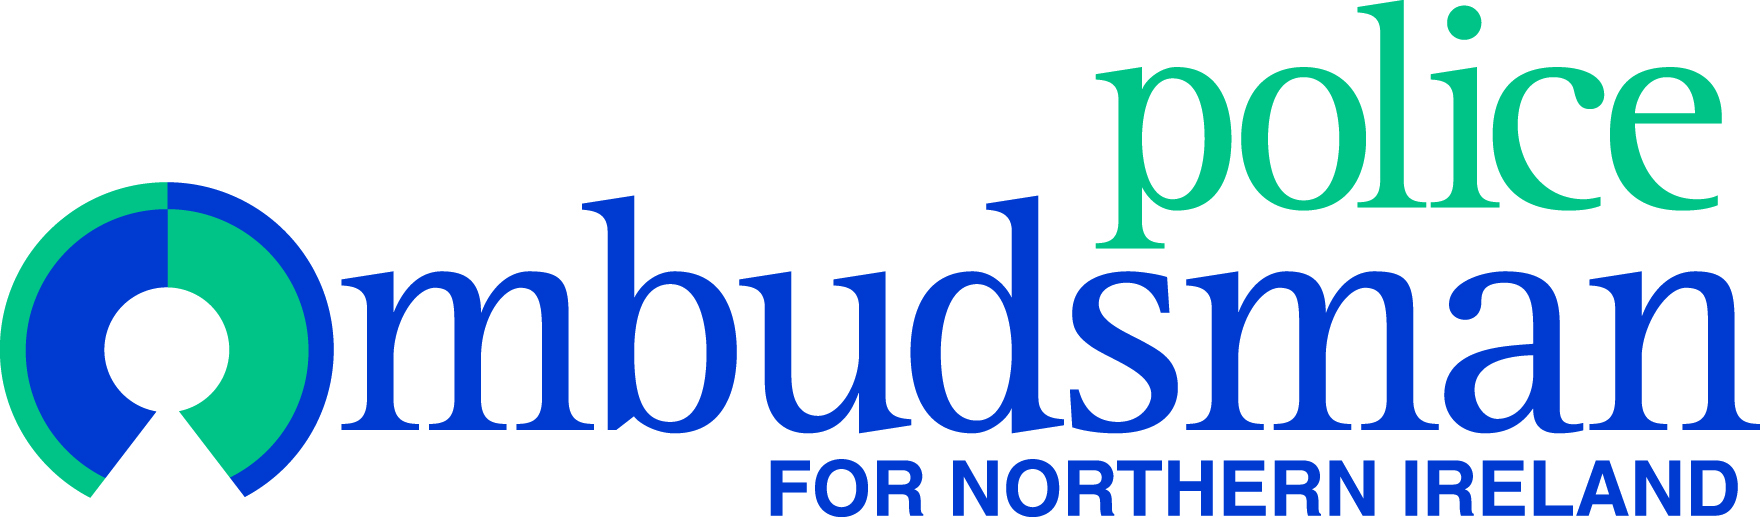 police
Ombudsman
FOR NORTHERN IRELAND